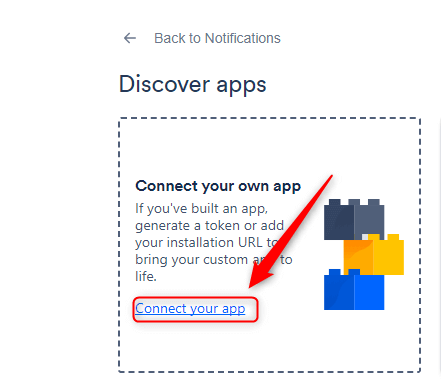 Back to Notifications
Discover apps
Connect your own app
If you've built an app,
generate a token or add
your installation URL to
bring your custom app to
life.
Connect your app